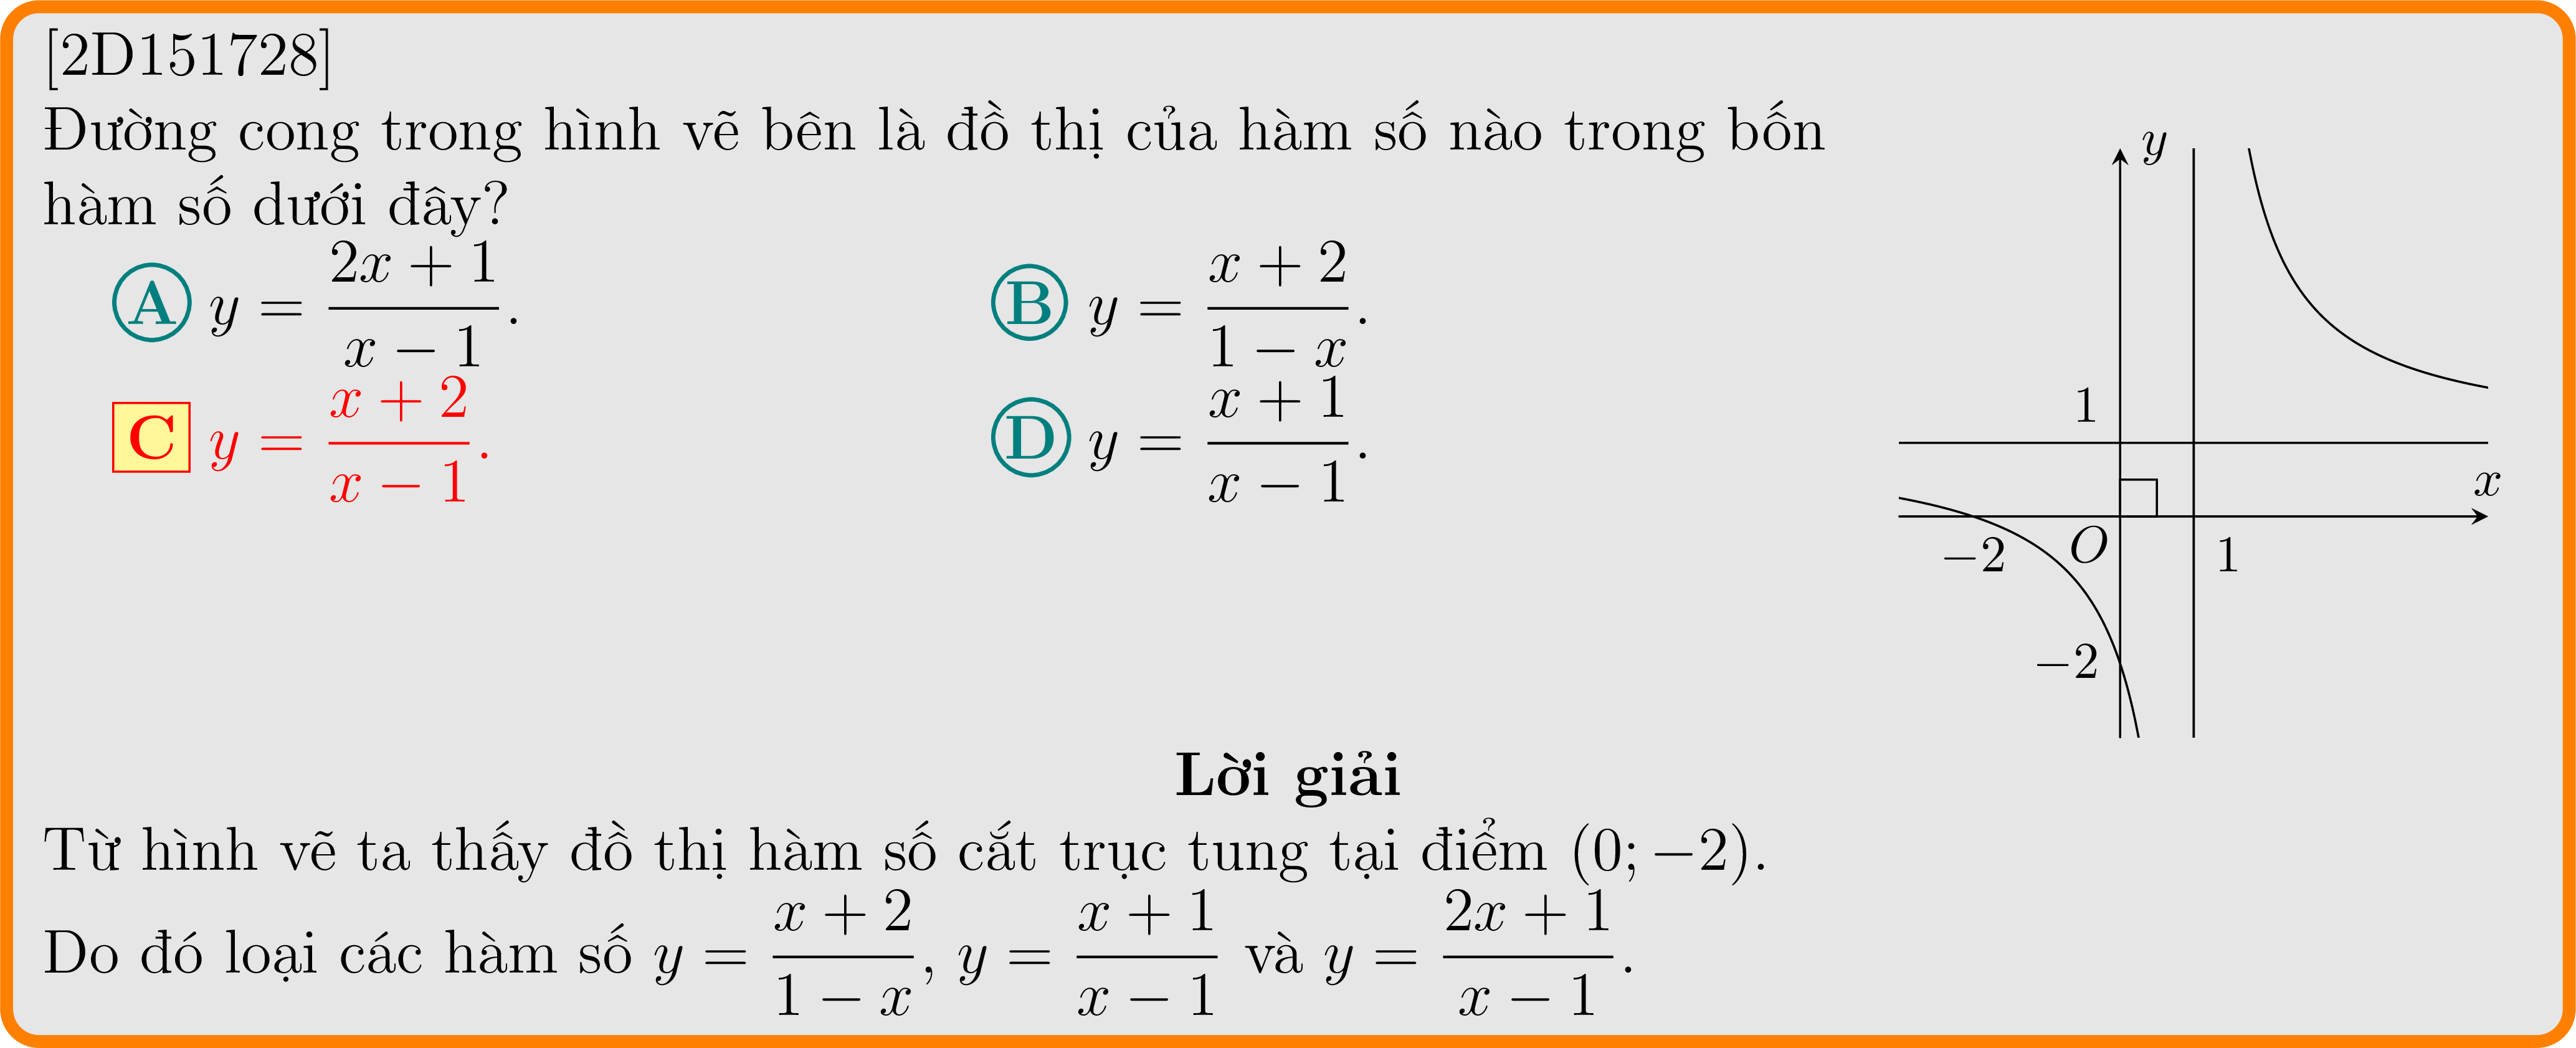 [2D151728]
Đường cong trong hình vẽ bên là đồ thị của hàm số nào trong bốn
hàm số dưới đây?
A y = \frac{2x + 1}{x - 1}.
B y = \frac{x + 2}{1 - x}.
C y = \frac{x + 2}{x - 1}.
D y = \frac{x + 1}{x - 1}.
y
1
x
O
-2
1
-2
Lời giải
Từ hình vẽ ta thấy đồ thị hàm số cắt trục tung tại điểm (0; −2).
Do đó loại các hàm số y = \frac{x + 2}{1 - x}, y = \frac{x + 1}{x - 1} và y = \frac{2x + 1}{x - 1}.